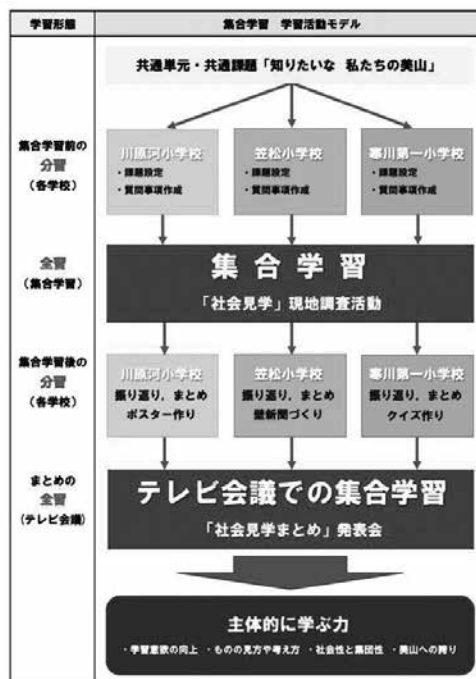 学習形態
集合学習 学習活動モデル
共通単元・共通課題「知りたいな 私たちの美山」
集合学習前の
分習
(各学校)
川原河小学校
・課題設定
・質問事項作成
笠松小学校
・課題設定
・質問事項作成
寒川第一小学校
・課題設定
・質問事項作成
全習
(集合学習)
集合学習
「社会見学」現地調査活動
集合学習後の
分習
(各学校)
川原河小学校
振り返り，まとめ
ポスター作り
笠松小学校
振り返り，まとめ
壁新聞づくり
寒川第一小学校
振り返り，まとめ
クイズ作り
まとめの
全習
(テレビ会議)
テレビ会議での集合学習
「社会見学まとめ」発表会
主体的に学ぶ力
・学習意欲の向上 ・ものの見方や考え方 ・社会性と集団性 ・美山への誇り